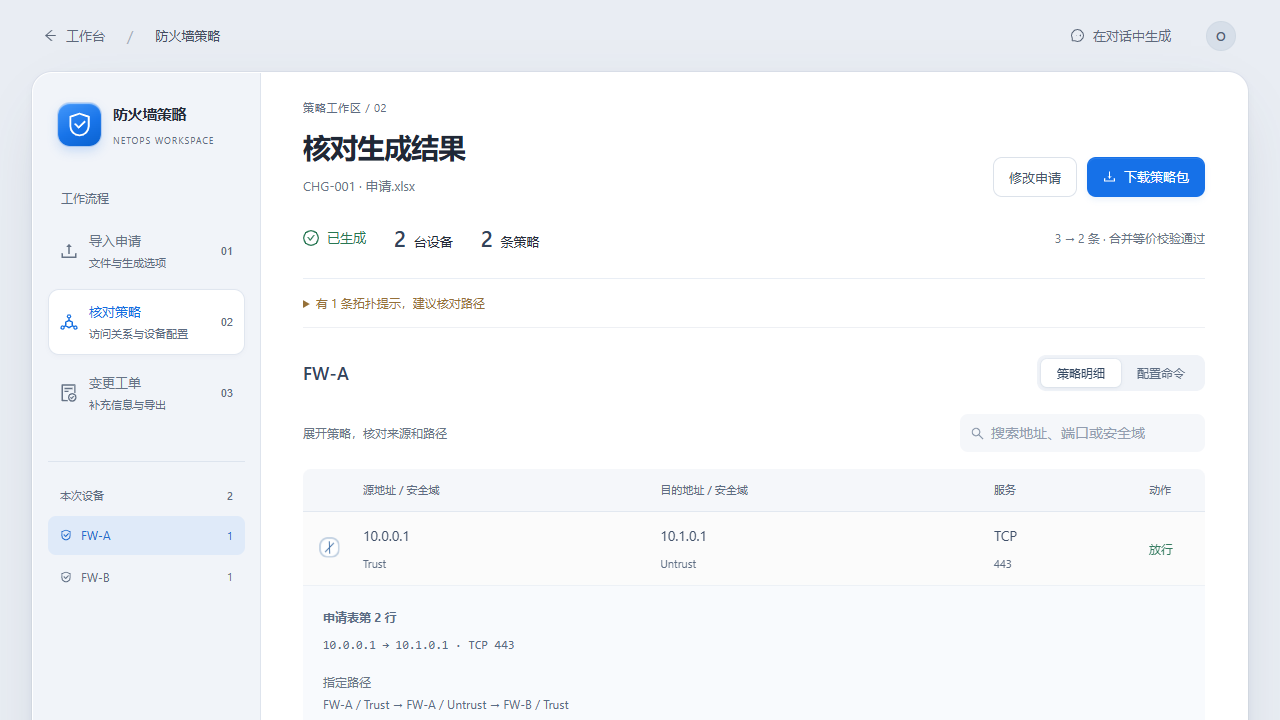 工作台 / 防火墙策略
在对话中生成
O
防火墙策略
NETOPS WORKSPACE
工作流程
导入申请
文件与生成选项
01
核对策略
访问关系与设备配置
02
变更工单
补充信息与导出
03
本次设备 2
FW-A 1
FW-B 1
策略工作区 / 02
核对生成结果
CHG-001 · 申请.xlsx
修改申请
下载策略包
已生成 2 台设备 2 条策略
3 → 2 条 · 合并等价校验通过
有 1 条拓扑提示，建议核对路径
FW-A
策略明细 配置命令
展开策略，核对来源和路径
搜索地址、端口或安全域
源地址 / 安全域 目的地址 / 安全域 服务 动作
10.0.0.1 10.1.0.1 TCP
放行
Trust Untrust 443
申请表第 2 行
10.0.0.1 → 10.1.0.1 · TCP 443
指定路径
FW-A / Trust → FW-A / Untrust → FW-B / Trust